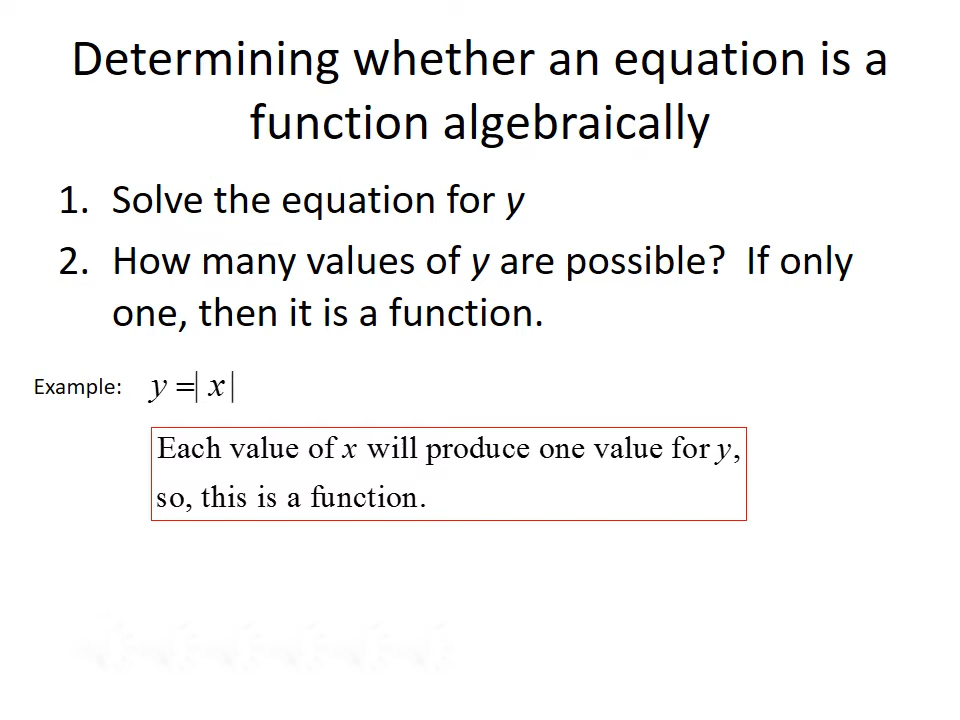 Determining whether an equation is a
function algebraically
1. Solve the equation for y
2. How many values of y are possible? If only
one, then it is a function.
Example: y =| x |
Each value of x will produce one value for y,
so, this is a function.